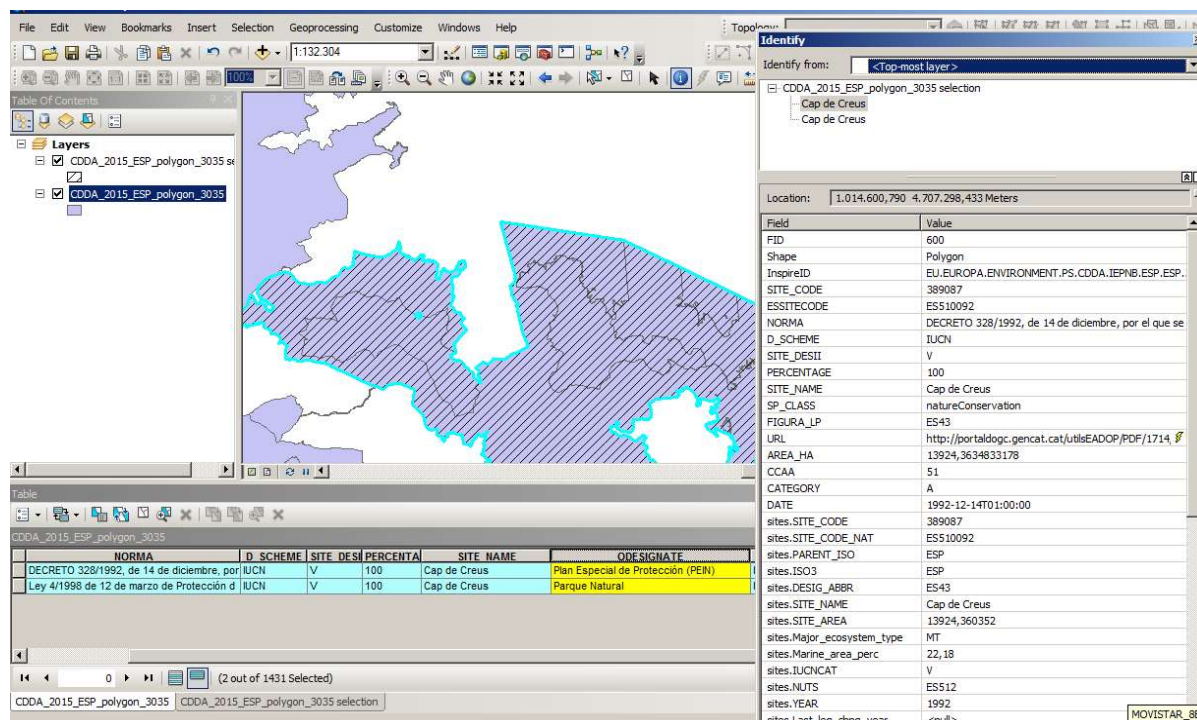 File Edit View Bookmarks Insert Selection Geoprocessing Customize Windows Help
Topology:
1:132.304
100%
Table Of Contents
Layers
CDDA_2015_ESP_polygon_3035 se
CDDA_2015_ESP_polygon_3035
Identify
Identify from: <Top-most layer>
CDDA_2015_ESP_polygon_3035 selection
Cap de Creus
Cap de Creus
Location: 1.014.600,790 4.707.298,433 Meters
Field Value
FID 600
Shape Polygon
InspireID EU.EUROPA.ENVIRONMENT.PS.CDDA.IEPNB.ESP.ESP.
SITE_CODE 389087
ESSITECODE ES510092
NORMA DECRETO 328/1992, de 14 de diciembre, por el que se
D_SCHEME IUCN
SITE_DESII V
PERCENTAGE 100
SITE_NAME Cap de Creus
SP_CLASS natureConservation
FIGURA_LP ES43
URL http://portaldogc.gencat.cat/utilsEADOP/PDF/1714,
AREA_HA 13924,3634833178
CCAA 51
CATEGORY A
DATE 1992-12-14T01:00:00
sites.SITE_CODE 389087
sites.SITE_CODE_NAT ES510092
sites.PARENT_ISO ESP
sites.ISO3 ESP
sites.DESIG_ABBR ES43
sites.SITE_NAME Cap de Creus
sites.SITE_AREA 13924,360352
sites.Major_ecosystem_type MT
sites.Marine_area_perc 22,18
sites.IUCNCAT V
sites.NUTS ES512
sites.YEAR 1992
<null>
MOVISTAR_8E
Table
CDDA_2015_ESP_polygon_3035
NORMA D_SCHEME SITE_DESI PERCENTA SITE_NAME ODESIGNATE
DECRETO 328/1992, de 14 de diciembre, por IUCN V 100 Cap de Creus Plan Especial de Protección (PEIN)
Ley 4/1998 de 12 de marzo de Protección d IUCN V 100 Cap de Creus Parque Natural
0 (2 out of 1431 Selected)
CDDA_2015_ESP_polygon_3035 CDDA_2015_ESP_polygon_3035 selection